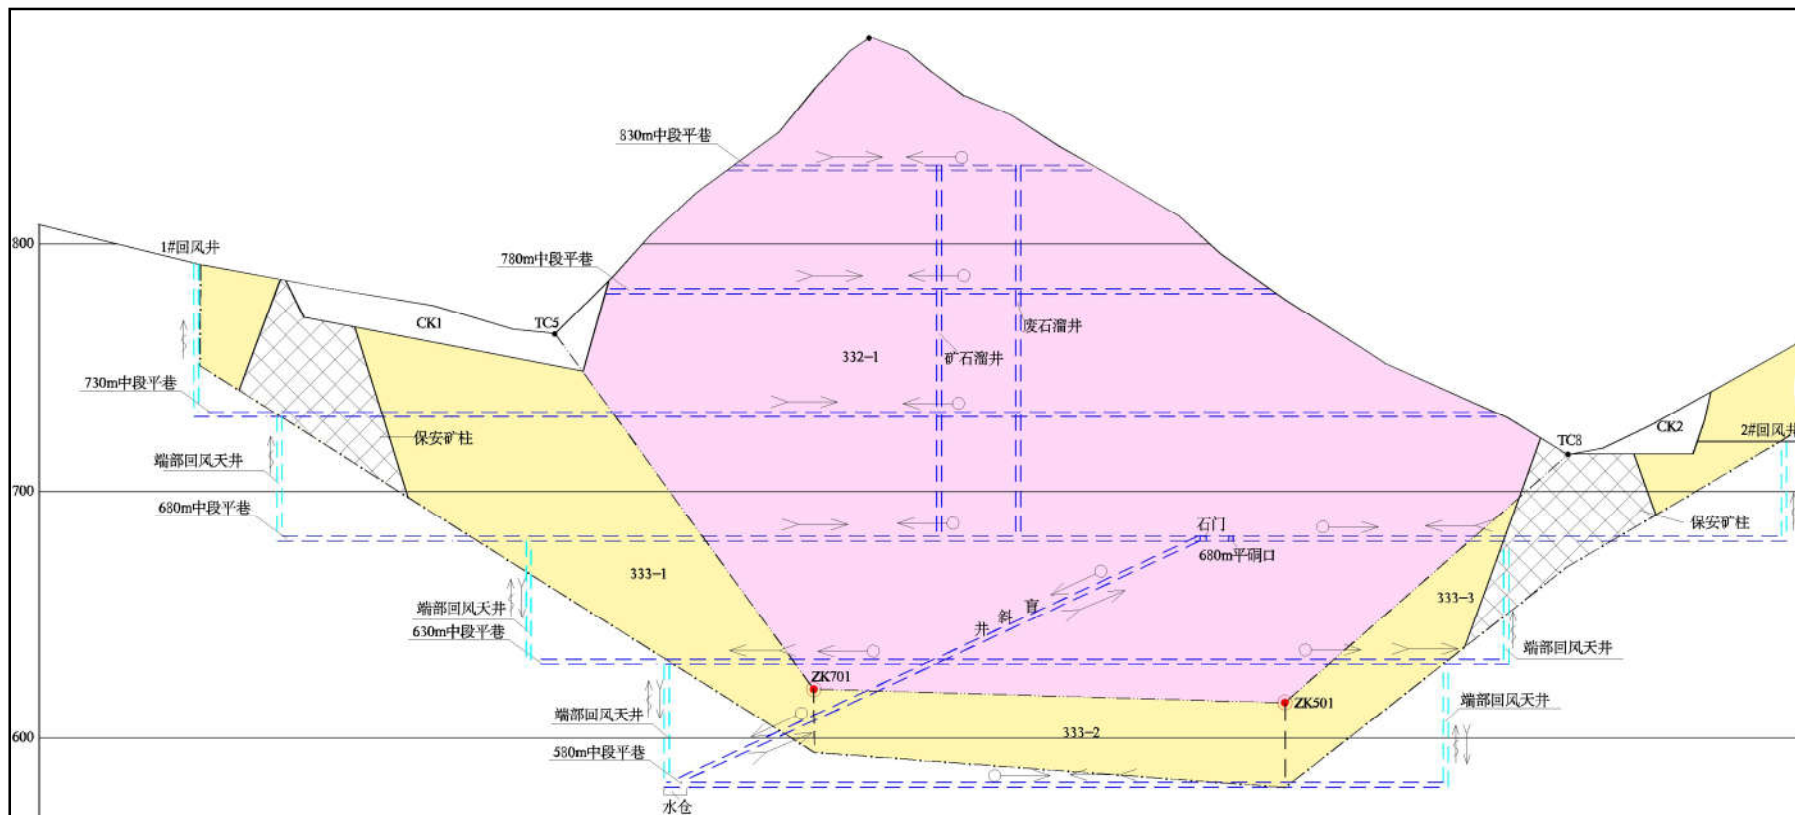 830m中段平巷
800
1#回风井
780m中段平巷
CK1
TC5
废石溜井
332-1
矿石溜井
730m中段平巷
保安矿柱
CK2
2#回风井
TC8
端部回风天井
700
680m中段平巷
石门
保安矿柱
680m平硐口
333-1
333-3
端部回风天井
盲
斜
井
630m中段平巷
端部回风天井
ZK701
ZK501
端部回风天井
端部回风天井
333-2
600
580m中段平巷
水仓